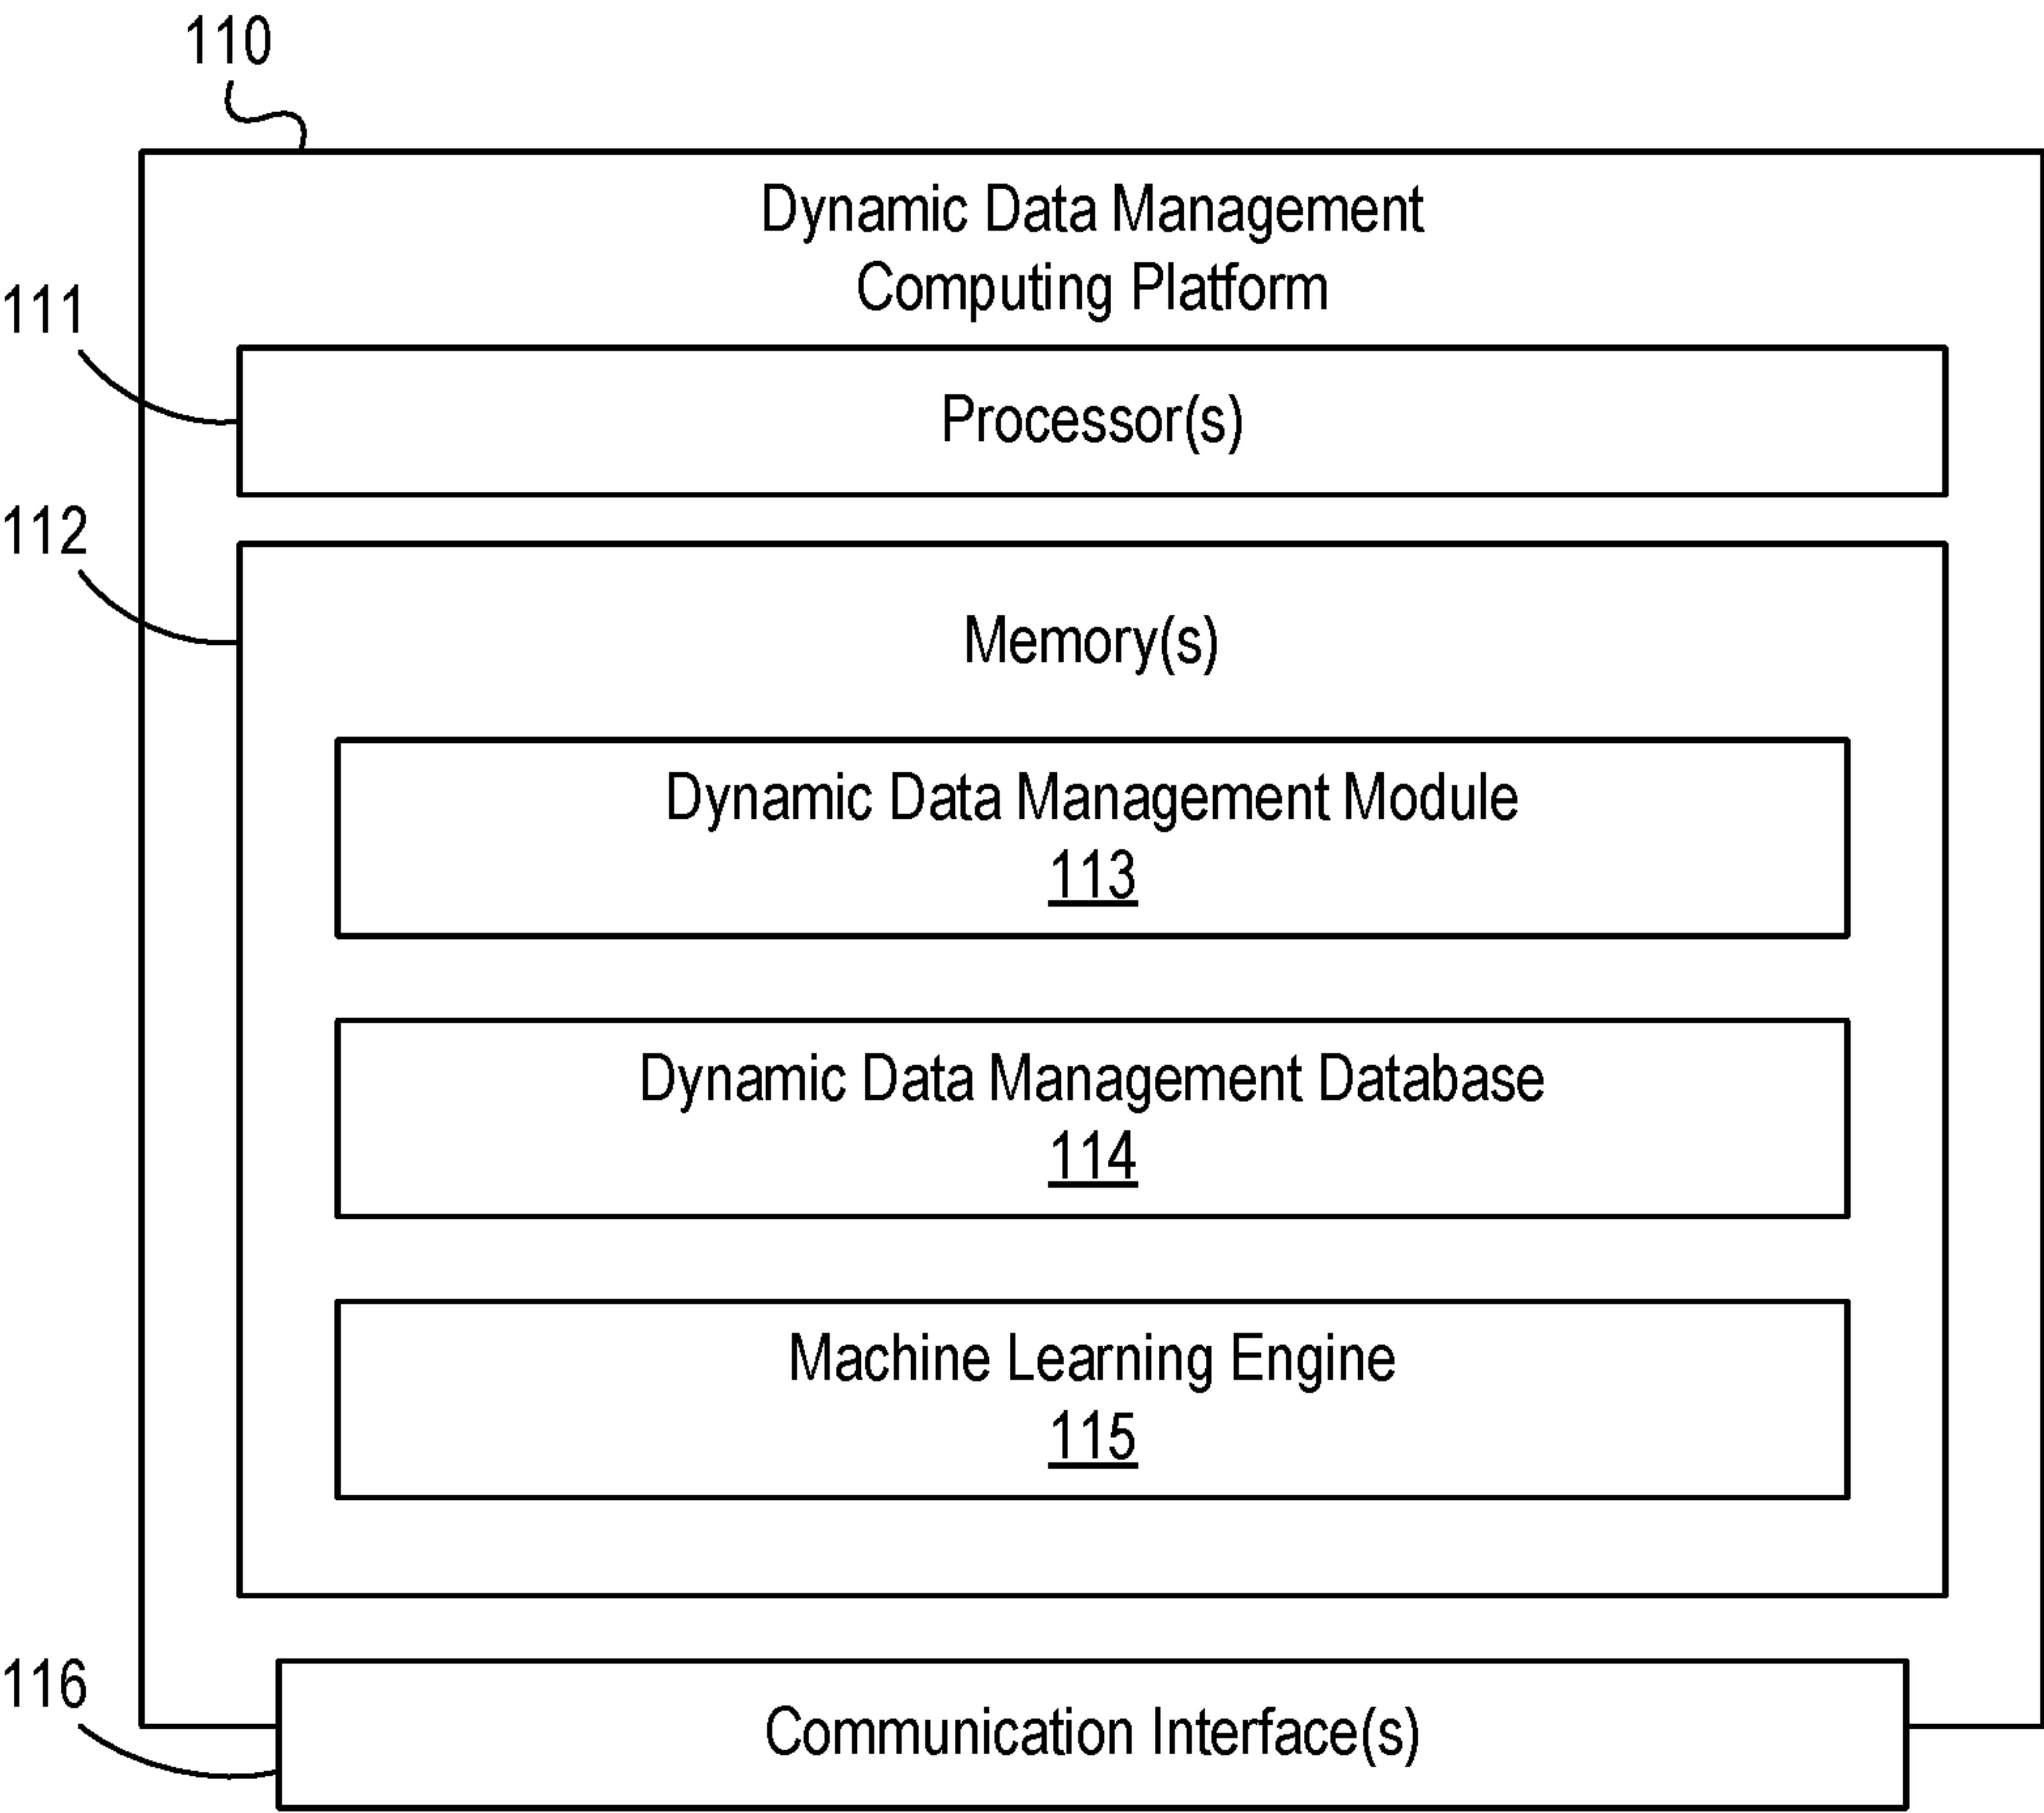 110
Dynamic Data Management
Computing Platform
111
Processor(s)
112
Memory(s)
Dynamic Data Management Module
113
Dynamic Data Management Database
114
Machine Learning Engine
115
116
Communication Interface(s)